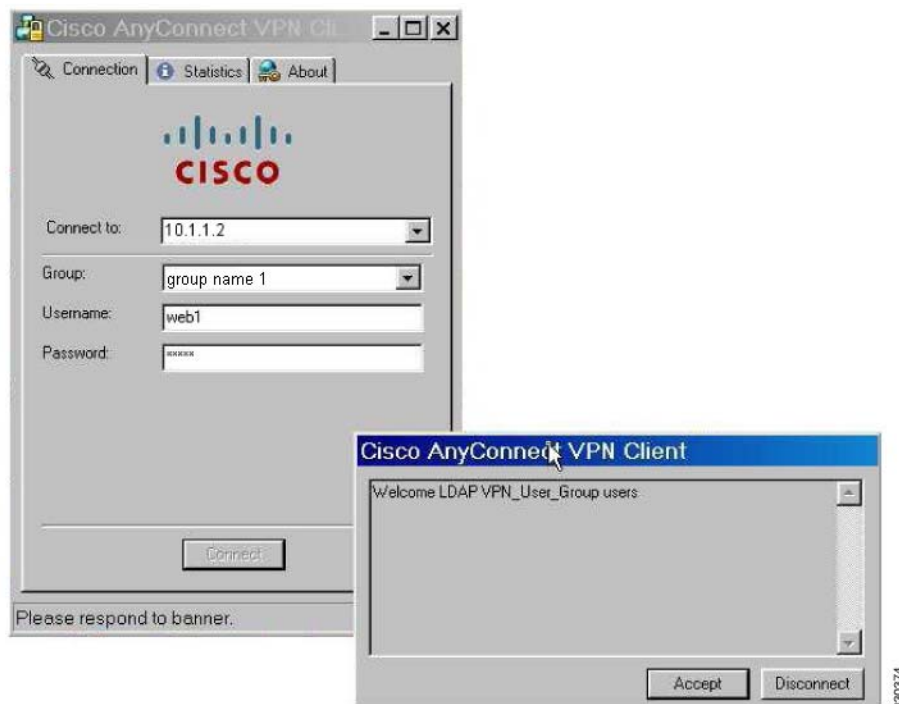 Cisco AnyConnect VPN Cli
Connection Statistics About
CISCO
Connect to: 10.1.1.2
Group: group name 1
Username: web1
Password: *****
Connect
Please respond to banner.
Cisco AnyConnect VPN Client
Welcome LDAP VPN_User_Group users
Accept Disconnect